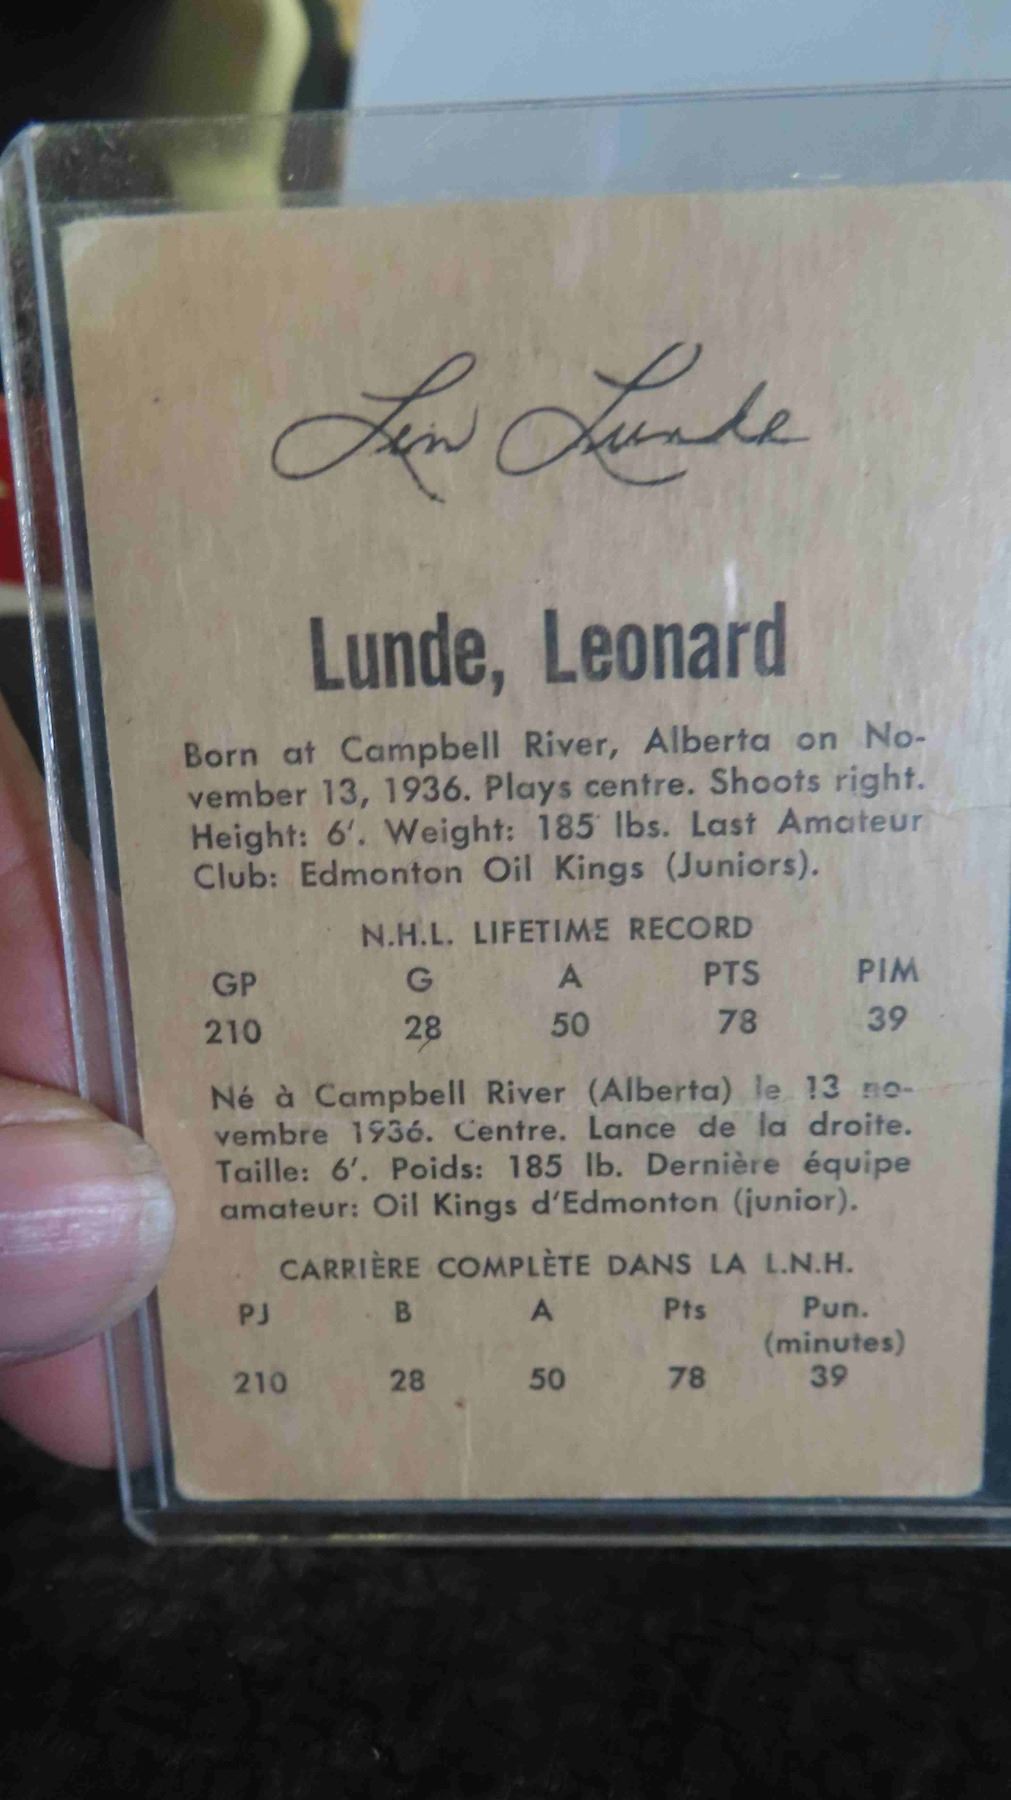 Len Lunde
Lunde, Leonard
Born at Campbell River, Alberta on No-
vember 13, 1936. Plays centre. Shoots right.
Height: 6'. Weight: 185 lbs. Last Amateur
Club: Edmonton Oil Kings (Juniors).
N.H.L. LIFETIME RECORD
GP G A PTS PIM
210 28 50 78 39
Né à Campbell River (Alberta) le 13 no-
vembre 1936. Centre. Lance de la droite.
Taille: 6'. Poids: 185 lb. Dernière équipe
amateur: Oil Kings d'Edmonton (junior).
CARRIÈRE COMPLÈTE DANS LA L.N.H.
PJ B A Pts Pun.
(minutes)
210 28 50 78 39